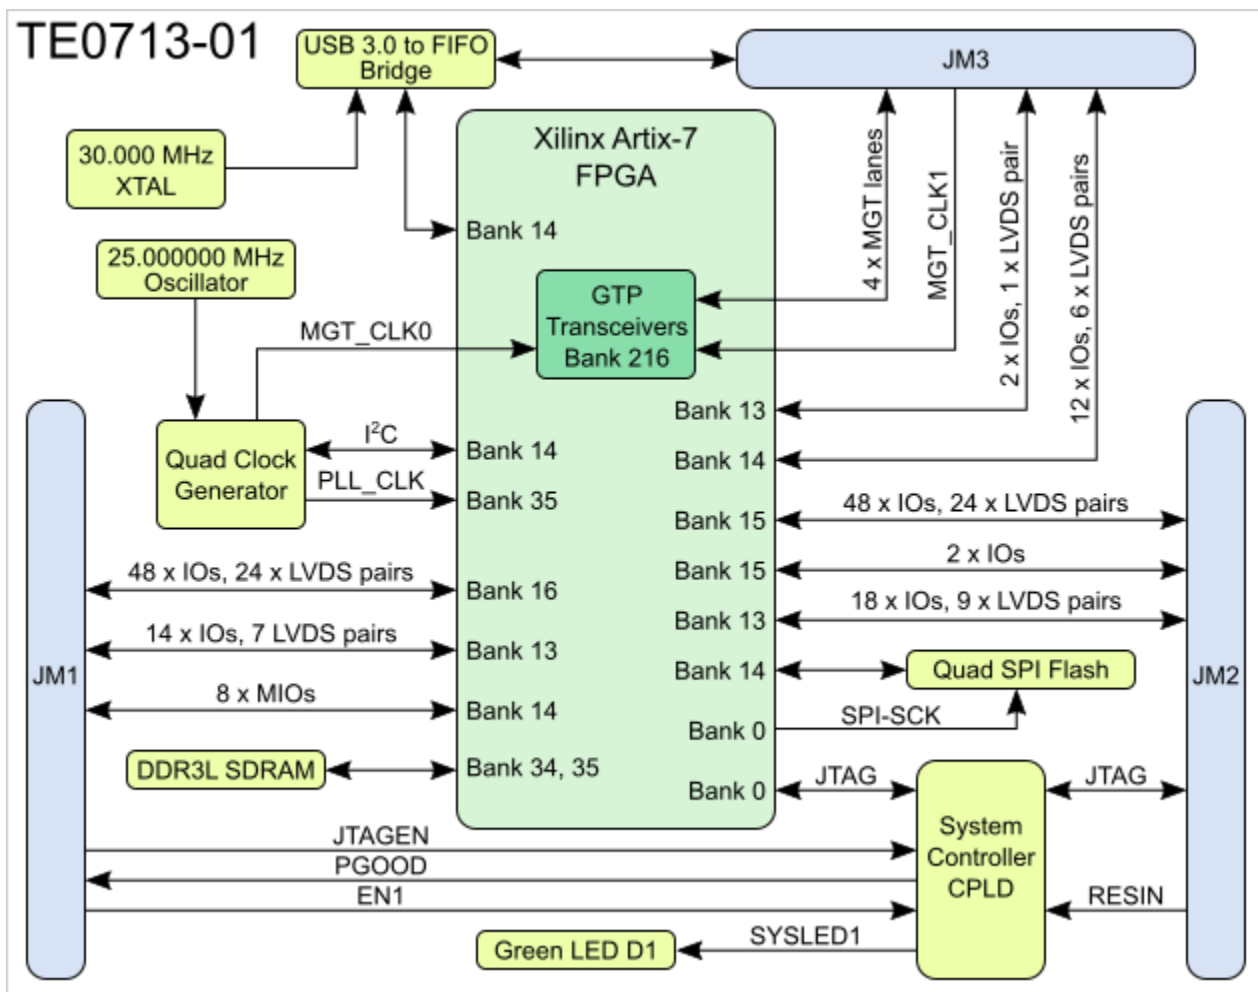 TE0713-01
USB 3.0 to FIFO
Bridge
JM3
30.000 MHz
XTAL
Xilinx Artix-7
FPGA
4 x MGT lanes
MGT_CLK1
2 x IOs, 1 x LVDS pair
12 x IOs, 6 x LVDS pairs
Bank 14
25.000000 MHz
Oscillator
GTP
Transceivers
Bank 216
MGT_CLK0
Bank 13
Quad Clock
Generator
I²C
Bank 14
Bank 14
PLL_CLK
Bank 35
Bank 15
48 x IOs, 24 x LVDS pairs
Bank 15
2 x IOs
48 x IOs, 24 x LVDS pairs
Bank 16
Bank 13
18 x IOs, 9 x LVDS pairs
14 x IOs, 7 LVDS pairs
Bank 13
Bank 14
Quad SPI Flash
JM1
JM2
8 x MIOs
Bank 14
Bank 0
SPI-SCK
DDR3L SDRAM
Bank 34, 35
Bank 0
JTAG
JTAG
System
Controller
CPLD
JTAGEN
PGOOD
EN1
RESIN
Green LED D1
SYSLED1